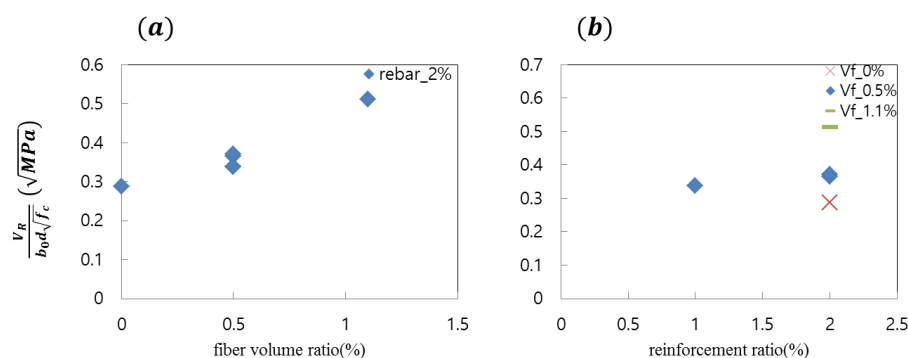 (a)
(b)
V_R / b_0 d √f_c (√MPa)
0.6
0.5
0.4
0.3
0.2
0.1
0
rebar_2%
0 0.5 1 1.5
fiber volume ratio(%)
0.7
0.6
0.5
0.4
0.3
0.2
0.1
0
Vf_0%
Vf_0.5%
Vf_1.1%
0 0.5 1 1.5 2 2.5
reinforcement ratio(%)